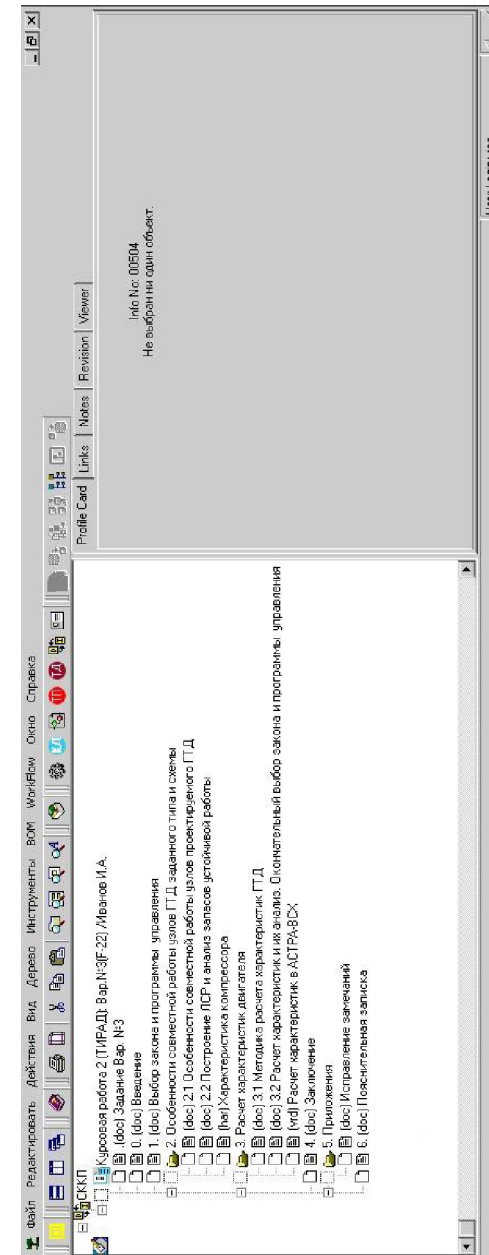 Файл Редактировать Действия Вид Дерево Инструменты BOM WorkFlow Окно Справка
СККП
Курсовая работа 2 (ТИРАД): Вар.№3(F-22) /Иванов И.А.
.(doc) Задание Вар. №3
0. (doc) Введение
1. (doc) Выбор закона и программы управления
2. Особенности совместной работы узлов ГТД заданного типа и схемы
(doc) 2.1 Особенности совместной работы узлов проектируемого ГТД
(doc) 2.2 Построение ЛСР и анализ запасов устойчивой работы
(har)Характеристика компрессора
3. Расчет характеристик двигателя
(doc) 3.1 Методика расчета характеристик ГТД
(doc) 3.2 Расчет характеристик и их анализ. Окончательный выбор закона и программы управления
(vrd) Расчет характеристик в АСТРА-ВСХ
4. (doc) Заключение
5. Приложения
(doc) Исправление замечаний
6. (doc) Пояснительная записка
Profile Card Links Notes Revision Viewer
Info No: 00504
Не выбран ни один объект.